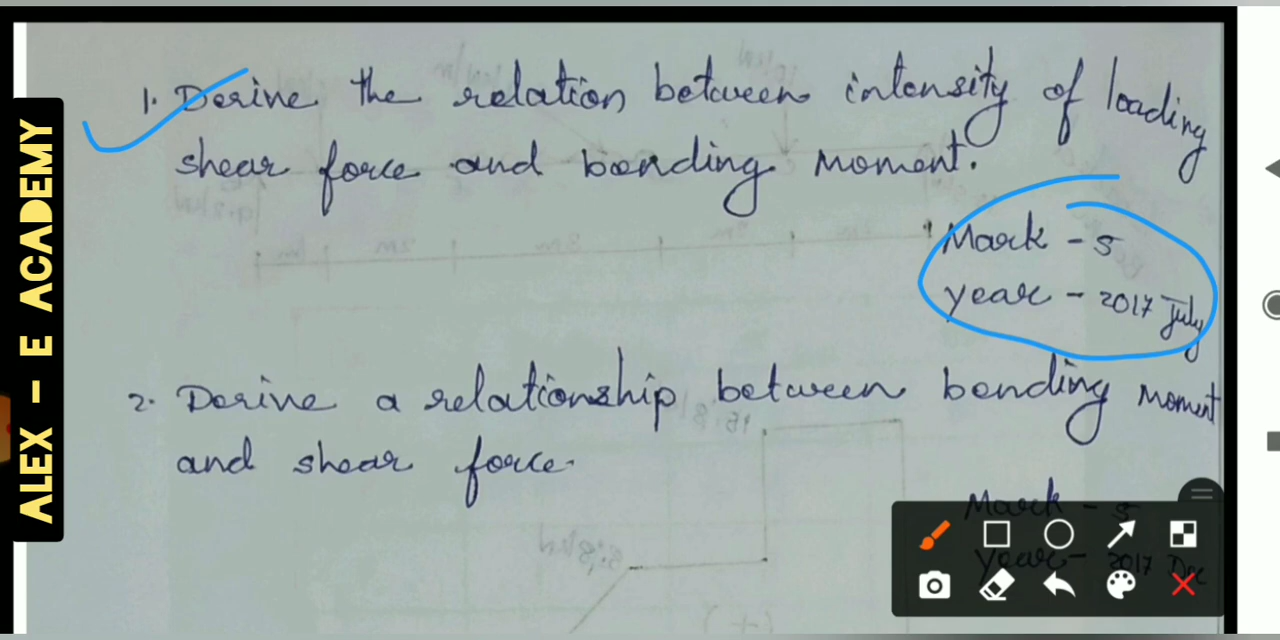 ALEX - E ACADEMY
1. Derive the relation between intensity of loading
shear force and bending moment.
Mark - 5
year - 2017 July
2. Derive a relationship between bending moment
and shear force.
Mark - 5
year - 2017 Dec